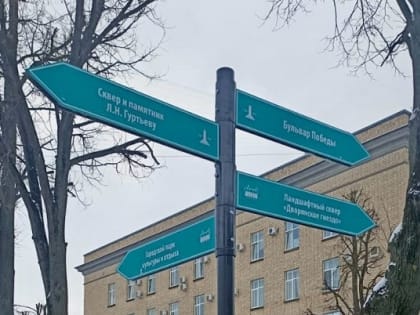 Сквер и памятник
Л.Н. Гуртьеву
Бульвар Победы
Ландшафтный сквер
«Дворянское гнездо»
Городской парк
культуры и отдыха